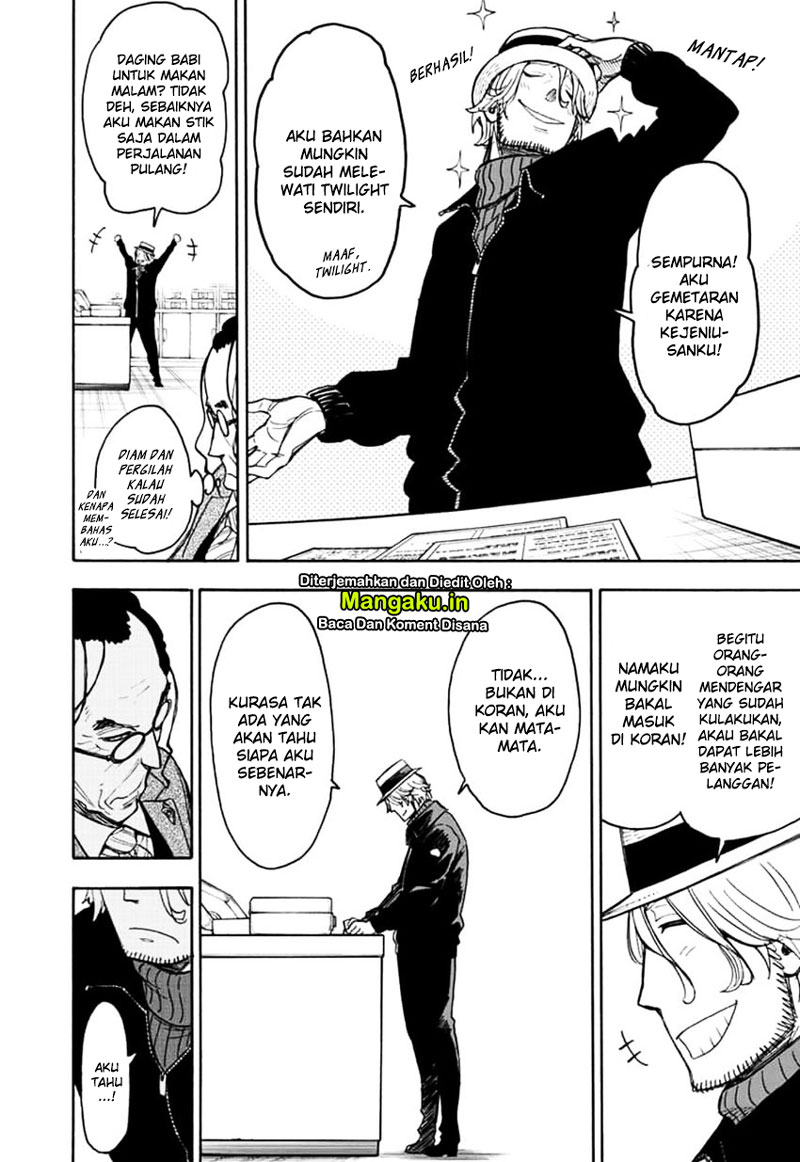 MANTAP!
BERHASIL!
SEMPURNA!
AKU
GEMETARAN
KARENA
KEJENIU-
SANKU!
AKU BAHKAN
MUNGKIN
SUDAH MELE-
WATI TWILIGHT
SENDIRI.
MAAF,
TWILIGHT.
DAGING BABI
UNTUK MAKAN
MALAM? TIDAK
DEH, SEBAIKNYA
AKU MAKAN STIK
SAJA DALAM
PERJALANAN
PULANG!
DIAM DAN
PERGILAH
KALAU
SUDAH
SELESAI!
DAN
KENAPA
MEM-
BAHAS
AKU...?
Diterjemahkan dan Diedit Oleh :
Mangaku.in
Baca Dan Koment Disana
BEGITU
ORANG-
ORANG
MENDENGAR
YANG SUDAH
KULAKUKAN,
AKAU BAKAL
DAPAT LEBIH
BANYAK PE-
LANGGAN!
NAMAKU
MUNGKIN
BAKAL
MASUK
DI KORAN!
TIDAK...
BUKAN DI
KORAN, AKU
KAN MATA-
MATA.
KURASA TAK
ADA YANG
AKAN TAHU
SIAPA AKU
SEBENAR-
NYA.
AKU
TAHU
...!